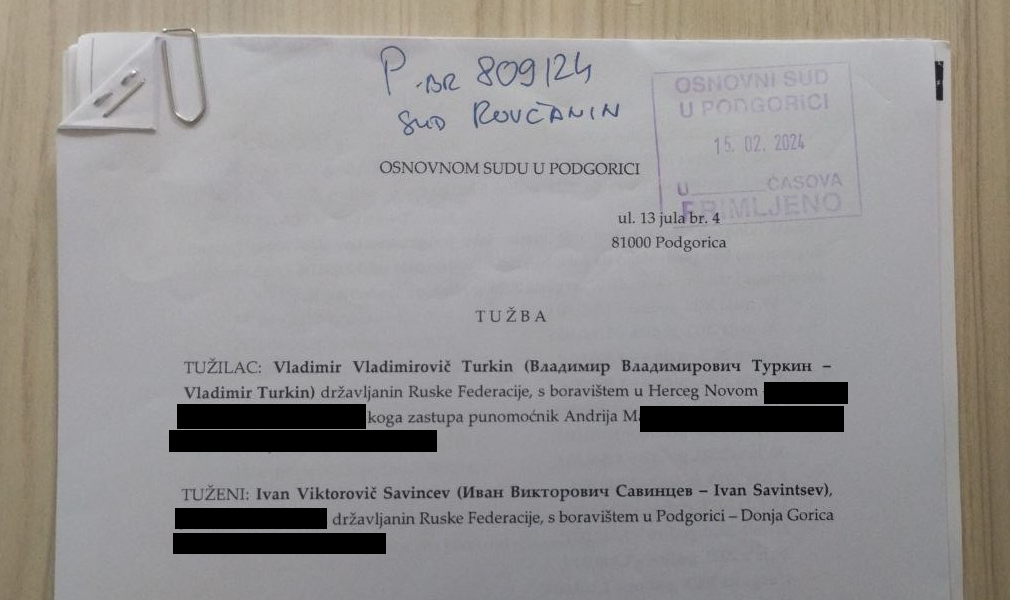 P. BR 809/24
SUD ROVČANIN
OSNOVNI SUD
U PODGORICI
15. 02. 2024
U ČASOVA
PRIMLJENO
OSNOVNOM SUDU U PODGORICI
ul. 13 jula br. 4
81000 Podgorica
TUŽBA
TUŽILAC: Vladimir Vladimirovič Turkin (Владимир Владимирович Туркин –
Vladimir Turkin) državljanin Ruske Federacije, s boravištem u Herceg Novom
koga zastupa punomoćnik Andrija M
TUŽENI: Ivan Viktorovič Savincev (Иван Викторович Савинцев – Ivan Savintsev),
državljanin Ruske Federacije, s boravištem u Podgorici – Donja Gorica